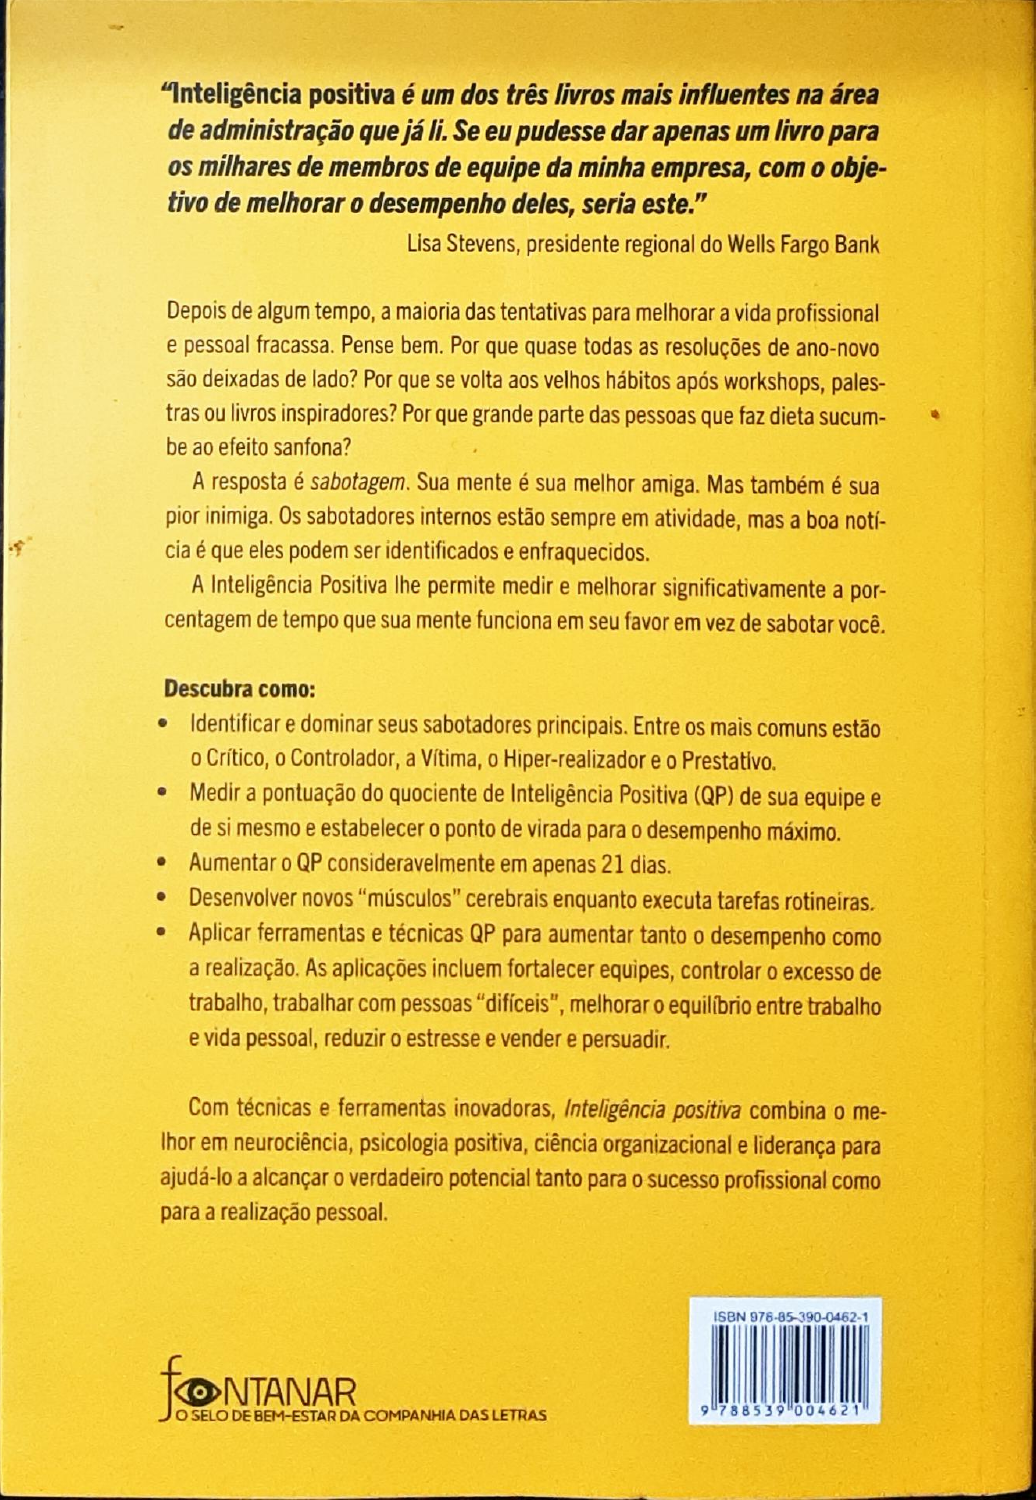 “Inteligência positiva é um dos três livros mais influentes na área
de administração que já li. Se eu pudesse dar apenas um livro para
os milhares de membros de equipe da minha empresa, com o obje-
tivo de melhorar o desempenho deles, seria este.”
Lisa Stevens, presidente regional do Wells Fargo Bank
Depois de algum tempo, a maioria das tentativas para melhorar a vida profissional
e pessoal fracassa. Pense bem. Por que quase todas as resoluções de ano-novo
são deixadas de lado? Por que se volta aos velhos hábitos após workshops, pales-
tras ou livros inspiradores? Por que grande parte das pessoas que faz dieta sucum-
be ao efeito sanfona?
A resposta é sabotagem. Sua mente é sua melhor amiga. Mas também é sua
pior inimiga. Os sabotadores internos estão sempre em atividade, mas a boa notí-
cia é que eles podem ser identificados e enfraquecidos.
A Inteligência Positiva lhe permite medir e melhorar significativamente a por-
centagem de tempo que sua mente funciona em seu favor em vez de sabotar você.
Descubra como:
• Identificar e dominar seus sabotadores principais. Entre os mais comuns estão
o Crítico, o Controlador, a Vítima, o Hiper-realizador e o Prestativo.
• Medir a pontuação do quociente de Inteligência Positiva (QP) de sua equipe e
de si mesmo e estabelecer o ponto de virada para o desempenho máximo.
• Aumentar o QP consideravelmente em apenas 21 dias.
• Desenvolver novos “músculos” cerebrais enquanto executa tarefas rotineiras.
• Aplicar ferramentas e técnicas QP para aumentar tanto o desempenho como
a realização. As aplicações incluem fortalecer equipes, controlar o excesso de
trabalho, trabalhar com pessoas “difíceis”, melhorar o equilíbrio entre trabalho
e vida pessoal, reduzir o estresse e vender e persuadir.
Com técnicas e ferramentas inovadoras, Inteligência positiva combina o me-
lhor em neurociência, psicologia positiva, ciência organizacional e liderança para
ajudá-lo a alcançar o verdadeiro potencial tanto para o sucesso profissional como
para a realização pessoal.
ISBN 978-85-390-0462-1
9 788539 004621
fONTANAR
O SELO DE BEM-ESTAR DA COMPANHIA DAS LETRAS